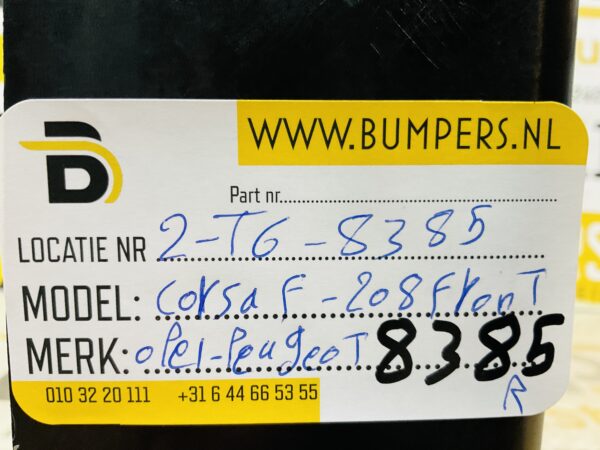 WWW.BUMPERS.NL
B
Part nr.
LOCATIE NR 2-T6-8385
MODEL: corsa F-208 FronT
MERK: oPel-PeugeoT 8385
R
010 32 20 111 +31 6 44 66 53 55